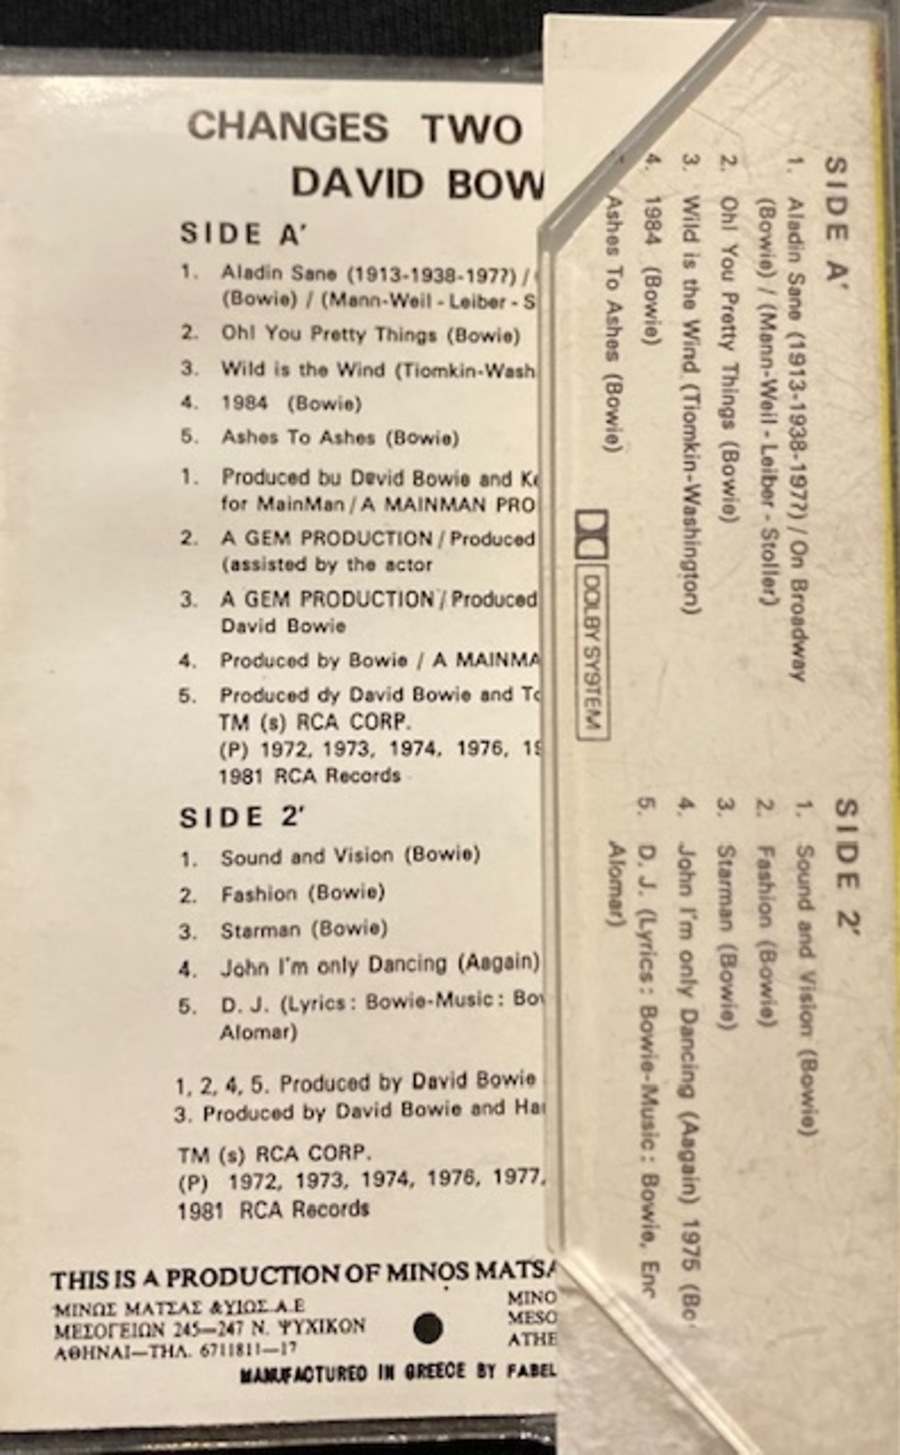 CHANGES TWO
DAVID BOW
SIDE A'
1. Aladin Sane (1913-1938-197?) /
(Bowie) / (Mann-Weil - Leiber - S
2. Oh! You Pretty Things (Bowie)
3. Wild is the Wind (Tiomkin-Wash
4. 1984 (Bowie)
5. Ashes To Ashes (Bowie)
1. Produced bu David Bowie and Ke
for MainMan / A MAINMAN PRO
2. A GEM PRODUCTION / Produced
(assisted by the actor
3. A GEM PRODUCTION / Produced
David Bowie
4. Produced by Bowie / A MAINMA
5. Produced dy David Bowie and To
TM (s) RCA CORP.
(P) 1972, 1973, 1974, 1976, 19
1981 RCA Records
SIDE 2'
1. Sound and Vision (Bowie)
2. Fashion (Bowie)
3. Starman (Bowie)
4. John I'm only Dancing (Aagain)
5. D. J. (Lyrics : Bowie-Music : Bow
Alomar)
1, 2, 4, 5. Produced by David Bowie
3. Produced by David Bowie and Ha
TM (s) RCA CORP.
(P) 1972, 1973, 1974, 1976, 1977,
1981 RCA Records
THIS IS A PRODUCTION OF MINOS MATSA
ΜΙΝΩΣ ΜΑΤΣΑΣ & ΥΙΟΣ Α.Ε
ΜΕΣΟΓΕΙΩΝ 245—247 Ν. ΨΥΧΙΚΟΝ
ΑΘΗΝΑΙ—ΤΗΛ. 6711811—17
MINO
MESO
ATHE
MANUFACTURED IN GREECE BY FABEL
SIDE A'
1. Aladin Sane (1913-1938-197?) / On Broadway
(Bowie) / (Mann-Weil - Leiber - Stoller)
2. Oh! You Pretty Things (Bowie)
3. Wild is the Wind (Tiomkin-Washington)
4. 1984 (Bowie)
Ashes To Ashes (Bowie)
DOLBY SYSTEM
SIDE 2'
1. Sound and Vision (Bowie)
2. Fashion (Bowie)
3. Starman (Bowie)
4. John I'm only Dancing (Aagain) 1975 (Bo
5. D. J. (Lyrics : Bowie-Music : Bowie, Eno
Alomar)